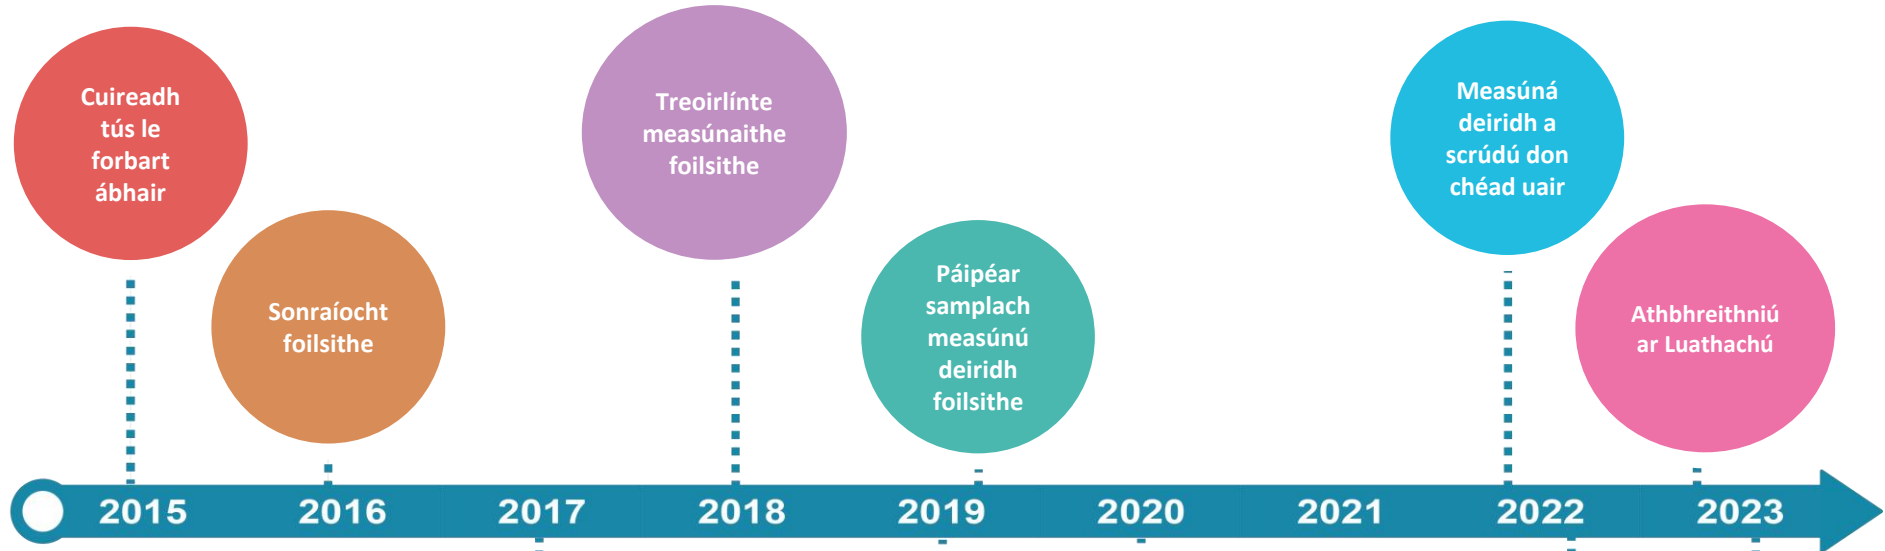 Cuireadh
tús le
forbart
ábhair
Sonraíocht
foilsithe
Treoirlínte
measúnaithe
foilsithe
Páipéar
samplach
measúnú
deiridh
foilsithe
Measúná
deiridh a
scrúdú don
chéad uair
Athbhreithniú
ar Luathachú
2015 2016 2017 2018 2019 2020 2021 2022 2023